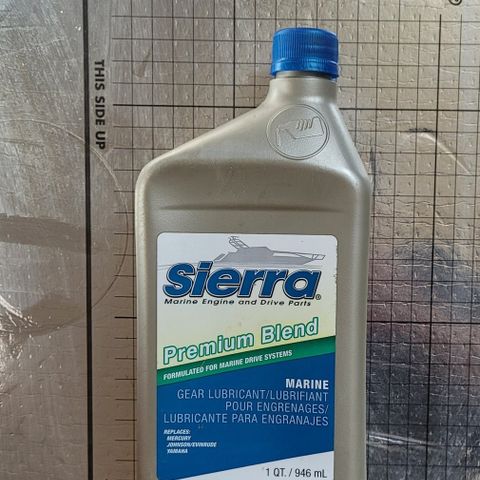 THIS SIDE UP
Sierra®
Marine Engine and Drive Parts
Premium Blend
FORMULATED FOR MARINE DRIVE SYSTEMS
MARINE
GEAR LUBRICANT/LUBRIFIANT
POUR ENGRENAGES/
LUBRICANTE PARA ENGRANAJES
REPLACES:
MERCURY
JOHNSON/EVINRUDE
YAMAHA
1 QT. / 946 mL